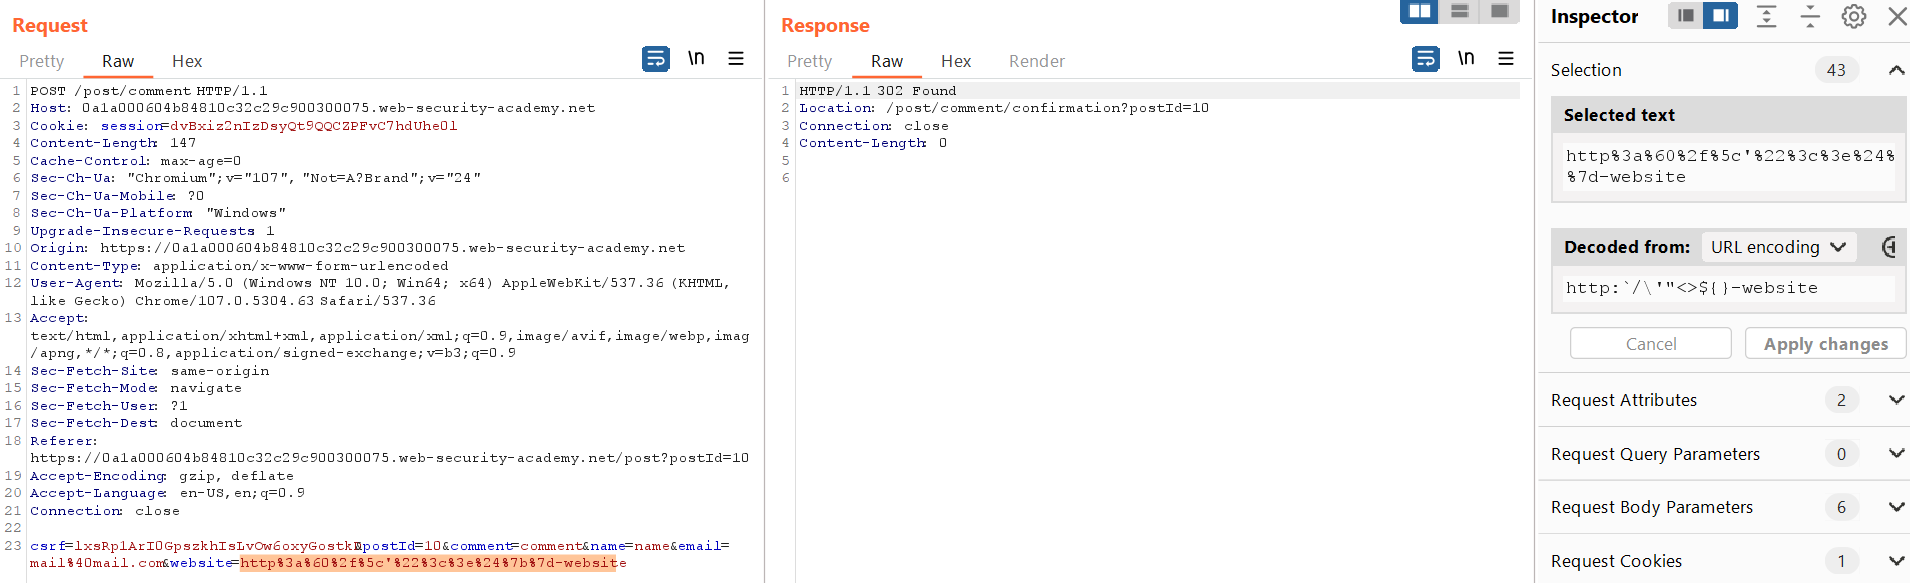 Request
Pretty Raw Hex
\n
1 POST /post/comment HTTP/1.1
2 Host: 0a1a000604b84810c32c29c900300075.web-security-academy.net
3 Cookie: session=dvBxiz2nIzDsyQt9QQCZPFvC7hdUhe0l
4 Content-Length: 147
5 Cache-Control: max-age=0
6 Sec-Ch-Ua: "Chromium";v="107", "Not=A?Brand";v="24"
7 Sec-Ch-Ua-Mobile: ?0
8 Sec-Ch-Ua-Platform: "Windows"
9 Upgrade-Insecure-Requests: 1
10 Origin: https://0a1a000604b84810c32c29c900300075.web-security-academy.net
11 Content-Type: application/x-www-form-urlencoded
12 User-Agent: Mozilla/5.0 (Windows NT 10.0; Win64; x64) AppleWebKit/537.36 (KHTML,
like Gecko) Chrome/107.0.5304.63 Safari/537.36
13 Accept:
text/html,application/xhtml+xml,application/xml;q=0.9,image/avif,image/webp,imag
/apng,*/*;q=0.8,application/signed-exchange;v=b3;q=0.9
14 Sec-Fetch-Site: same-origin
15 Sec-Fetch-Mode: navigate
16 Sec-Fetch-User: ?1
17 Sec-Fetch-Dest: document
18 Referer:
https://0a1a000604b84810c32c29c900300075.web-security-academy.net/post?postId=10
19 Accept-Encoding: gzip, deflate
20 Accept-Language: en-US,en;q=0.9
21 Connection: close
22
23 csrf=lxsRp1ArI0GpszkhIsLvOw6oxyGostkD&postId=10&comment=comment&name=name&email=
mail%40mail.com&website=http%3a%60%2f%5c'%22%3c%3e%24%7b%7d-website
Response
Pretty Raw Hex Render
\n
1 HTTP/1.1 302 Found
2 Location: /post/comment/confirmation?postId=10
3 Connection: close
4 Content-Length: 0
5
6
Inspector
Selection 43
Selected text
http%3a%60%2f%5c'%22%3c%3e%24%
%7d-website
Decoded from: URL encoding
http:`/\'"<>${}-website
Cancel Apply changes
Request Attributes 2
Request Query Parameters 0
Request Body Parameters 6
Request Cookies 1